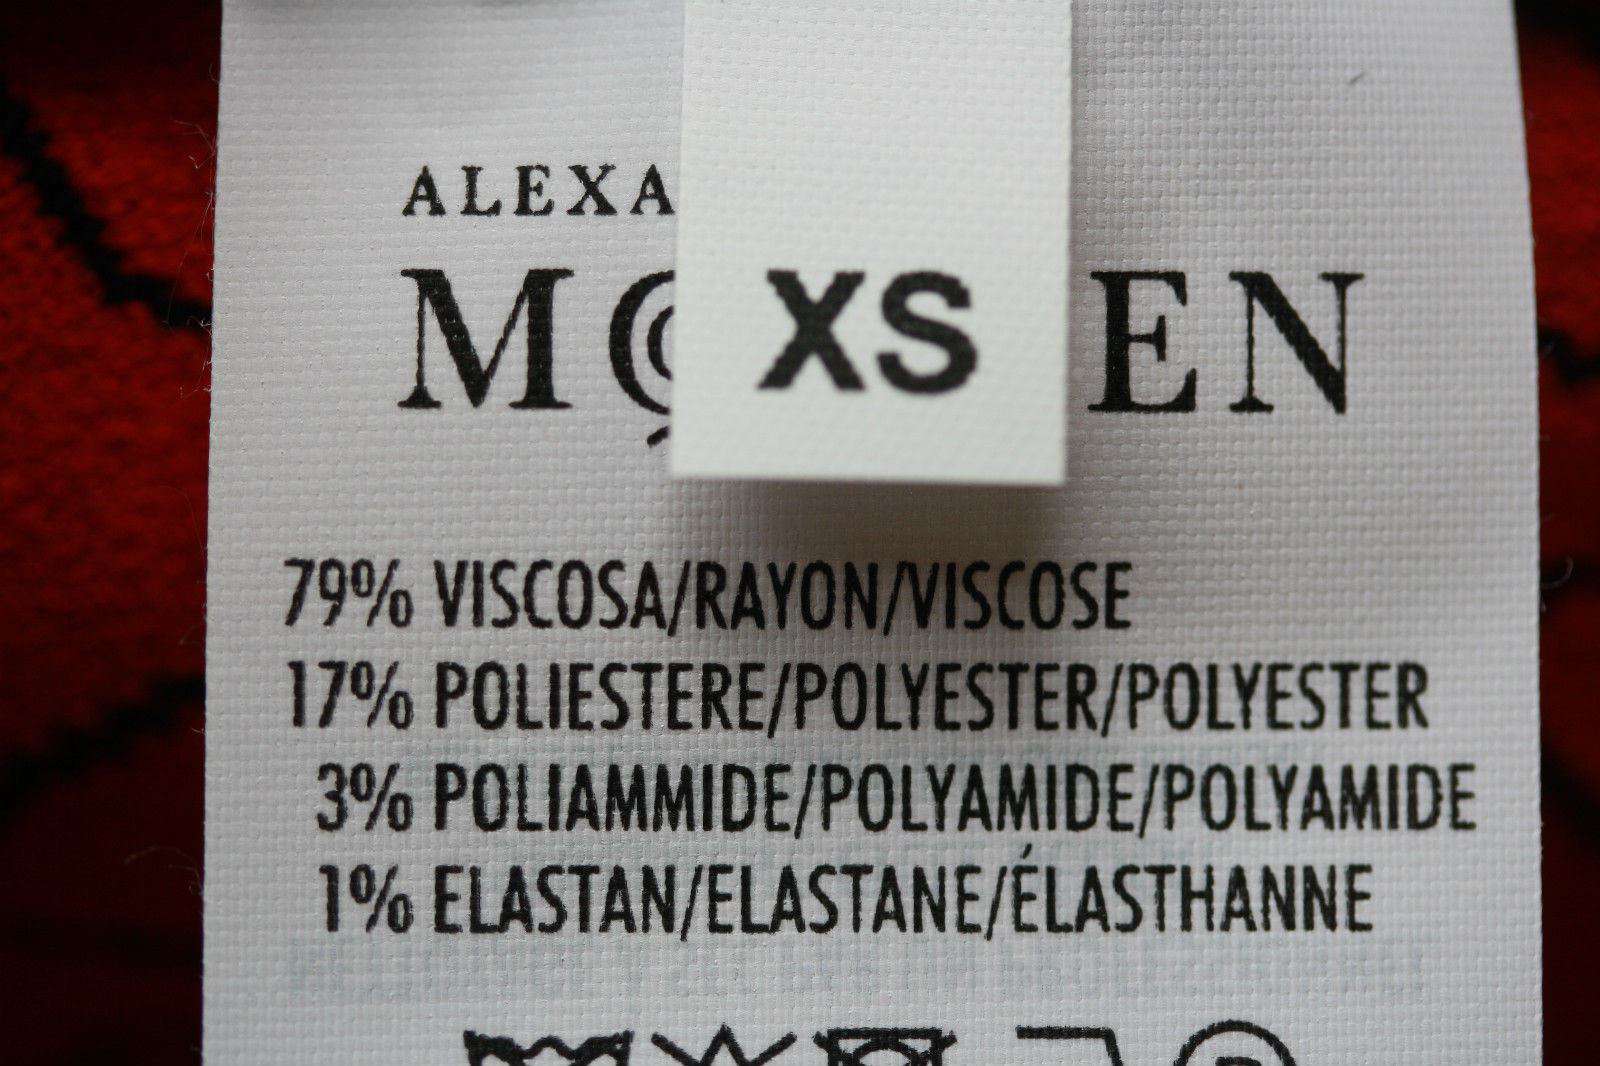 ALEXA
XS
EN
79% VISCOSA/RAYON/VISCOSE
17% POLIESTERE/POLYESTER/POLYESTER
3% POLIAMMIDE/POLYAMIDE/POLYAMIDE
1% ELASTAN/ELASTANE/ÉLASTHANNE